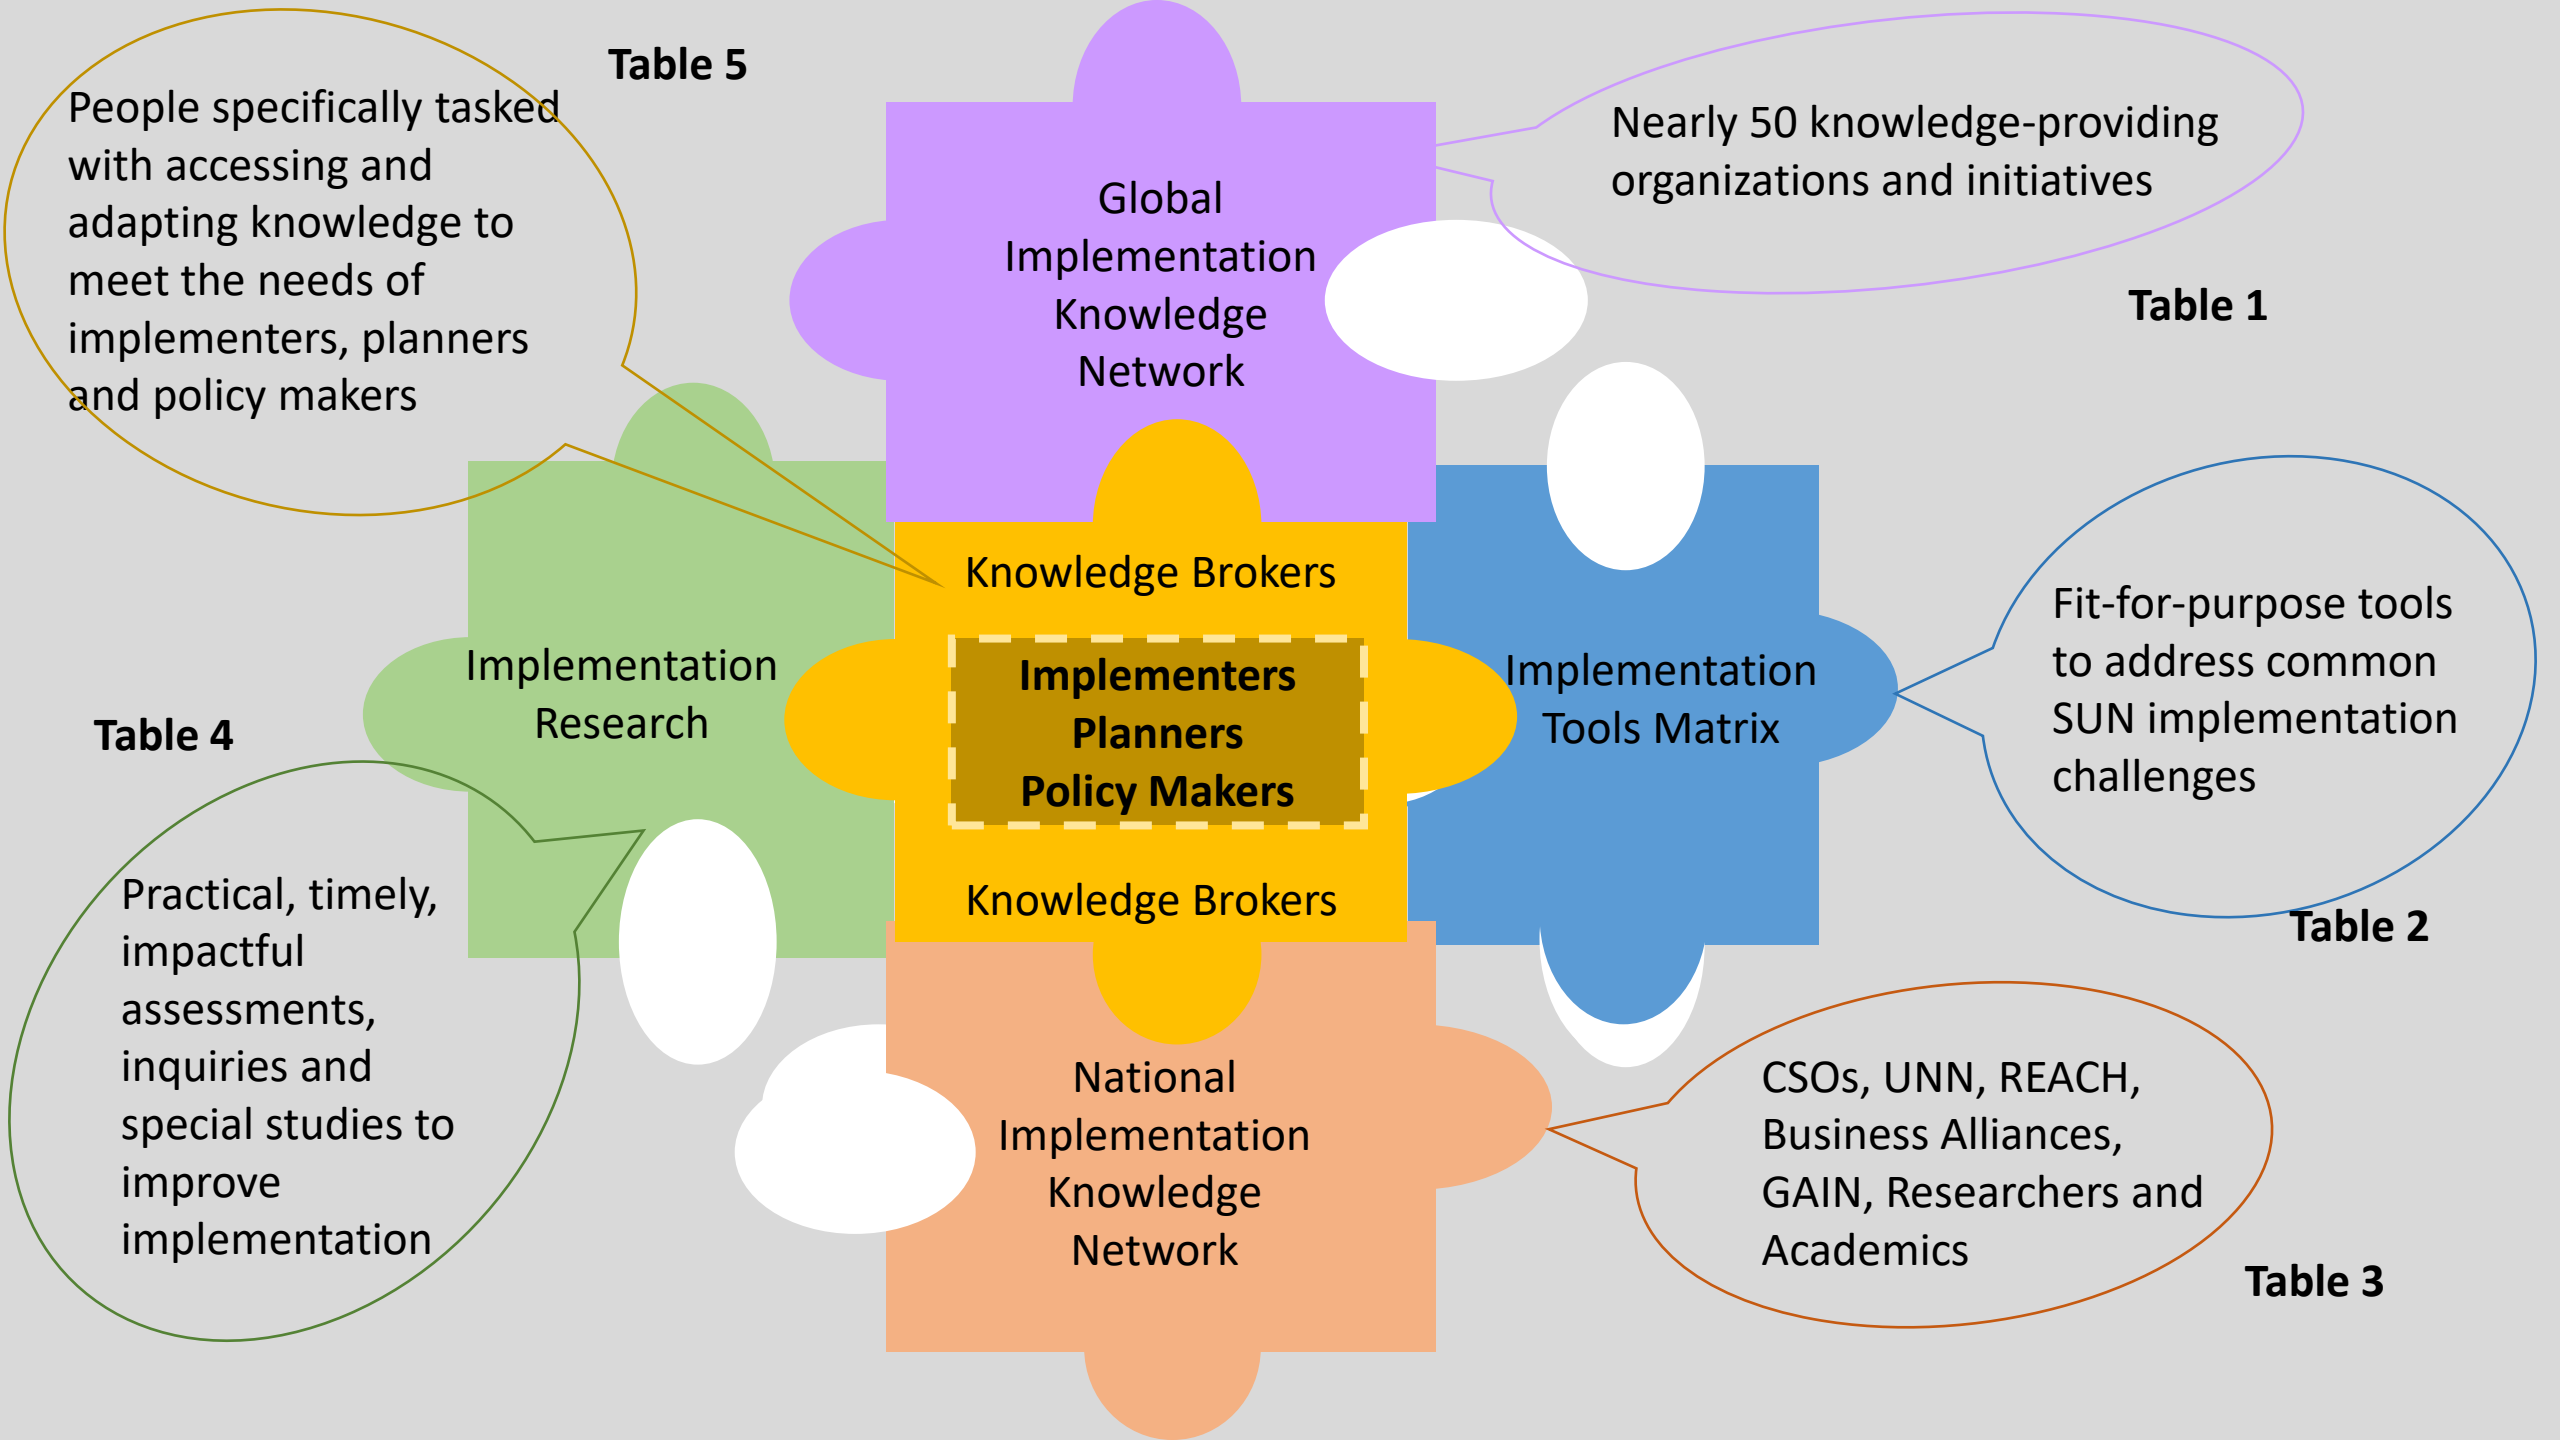 Table 5
People specifically tasked
with accessing and
adapting knowledge to
meet the needs of
implementers, planners
and policy makers
Global
Implementation
Knowledge
Network
Nearly 50 knowledge-providing
organizations and initiatives
Table 1
Implementation
Research
Knowledge Brokers
Implementers
Planners
Policy Makers
Knowledge Brokers
Implementation
Tools Matrix
Fit-for-purpose tools
to address common
SUN implementation
challenges
Table 2
Table 4
Practical, timely,
impactful
assessments,
inquiries and
special studies to
improve
implementation
National
Implementation
Knowledge
Network
CSOs, UNN, REACH,
Business Alliances,
GAIN, Researchers and
Academics
Table 3